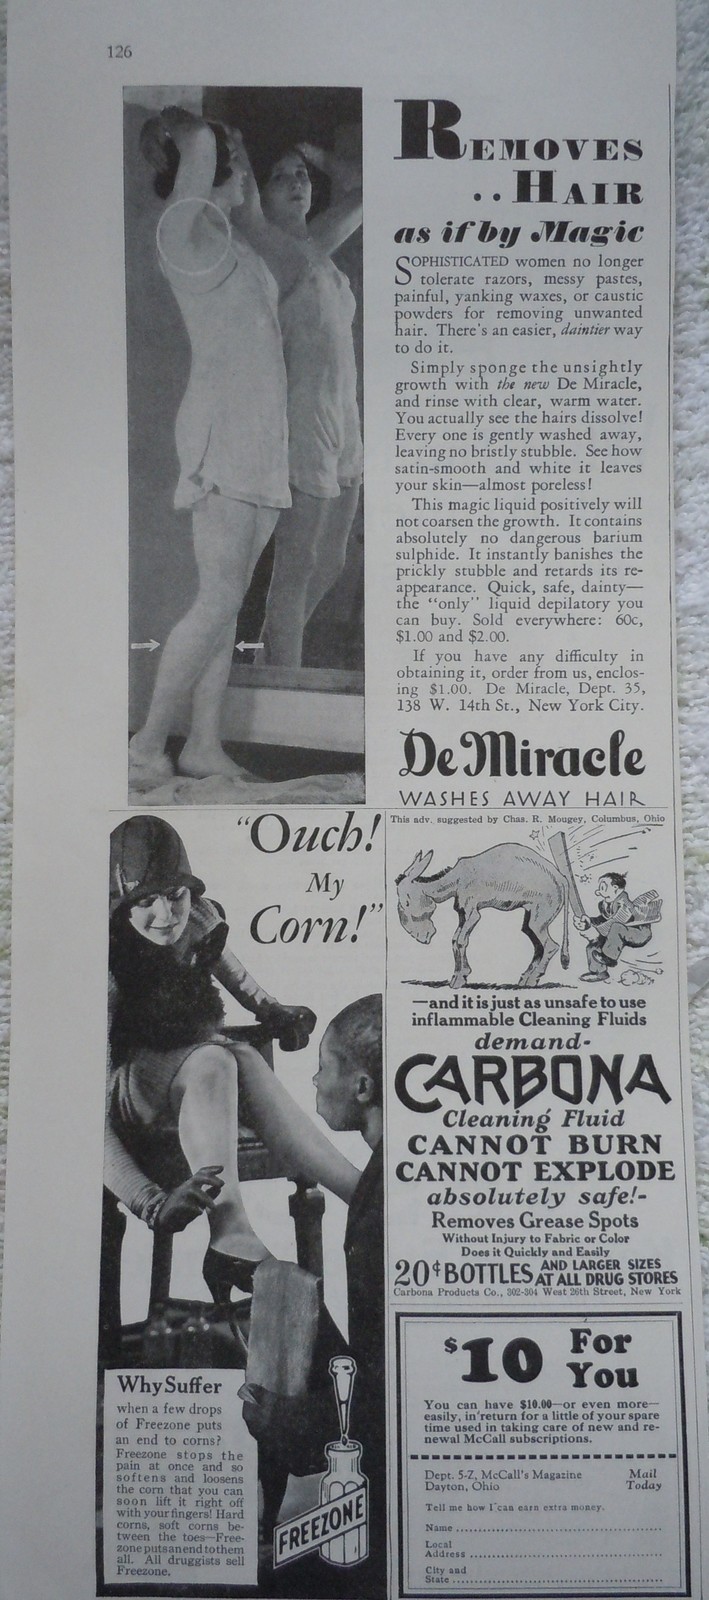 126
REMOVES
..HAIR
as if by Magic
SOPHISTICATED women no longer
tolerate razors, messy pastes,
painful, yanking waxes, or caustic
powders for removing unwanted
hair. There's an easier, daintier way
to do it.
Simply sponge the unsightly
growth with the new De Miracle,
and rinse with clear, warm water.
You actually see the hairs dissolve!
Every one is gently washed away,
leaving no bristly stubble. See how
satin-smooth and white it leaves
your skin—almost poreless!
This magic liquid positively will
not coarsen the growth. It contains
absolutely no dangerous barium
sulphide. It instantly banishes the
prickly stubble and retards its re-
appearance. Quick, safe, dainty—
the "only" liquid depilatory you
can buy. Sold everywhere: 60c,
$1.00 and $2.00.
If you have any difficulty in
obtaining it, order from us, enclos-
ing $1.00. De Miracle, Dept. 35,
138 W. 14th St., New York City.
De Miracle
WASHES AWAY HAIR
"Ouch!
My
Corn!"
Why Suffer
when a few drops
of Freezone puts
an end to corns?
Freezone stops the
pain at once and so
softens and loosens
the corn that you can
soon lift it right off
with your fingers! Hard
corns, soft corns be-
tween the toes—Free-
zone puts an end to them
all. All druggists sell
Freezone.
FREEZONE
This adv. suggested by Chas. R. Mougey, Columbus, Ohio
—and it is just as unsafe to use
inflammable Cleaning Fluids
demand-
CARBONA
Cleaning Fluid
CANNOT BURN
CANNOT EXPLODE
absolutely safe!-
Removes Grease Spots
Without Injury to Fabric or Color
Does it Quickly and Easily
20¢ BOTTLES AND LARGER SIZES
AT ALL DRUG STORES
Carbona Products Co., 302-304 West 26th Street, New York
$10 For
You
You can have $10.00—or even more—
easily, in return for a little of your spare
time used in taking care of new and re-
newal McCall subscriptions.
Dept. 5-Z, McCall's Magazine Mail
Dayton, Ohio Today
Tell me how I can earn extra money.
Name
Local
Address
City and
State